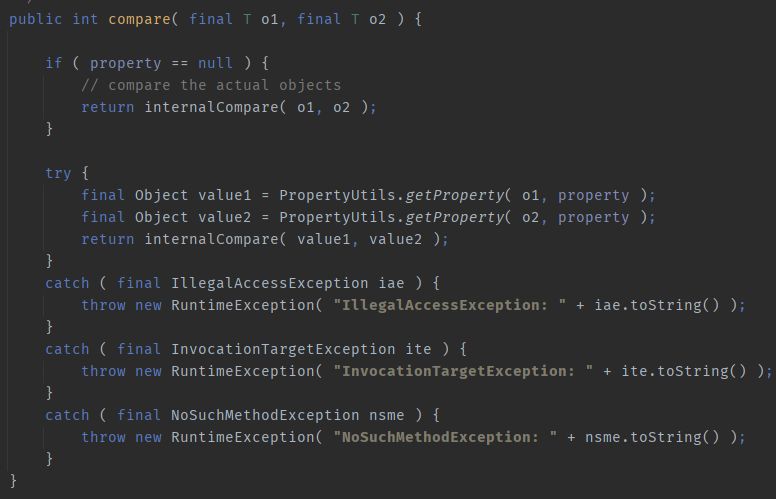 public int compare( final T o1, final T o2 ) {
if ( property == null ) {
// compare the actual objects
return internalCompare( o1, o2 );
}
try {
final Object value1 = PropertyUtils.getProperty( o1, property );
final Object value2 = PropertyUtils.getProperty( o2, property );
return internalCompare( value1, value2 );
}
catch ( final IllegalAccessException iae ) {
throw new RuntimeException( "IllegalAccessException: " + iae.toString() );
}
catch ( final InvocationTargetException ite ) {
throw new RuntimeException( "InvocationTargetException: " + ite.toString() );
}
catch ( final NoSuchMethodException nsme ) {
throw new RuntimeException( "NoSuchMethodException: " + nsme.toString() );
}
}